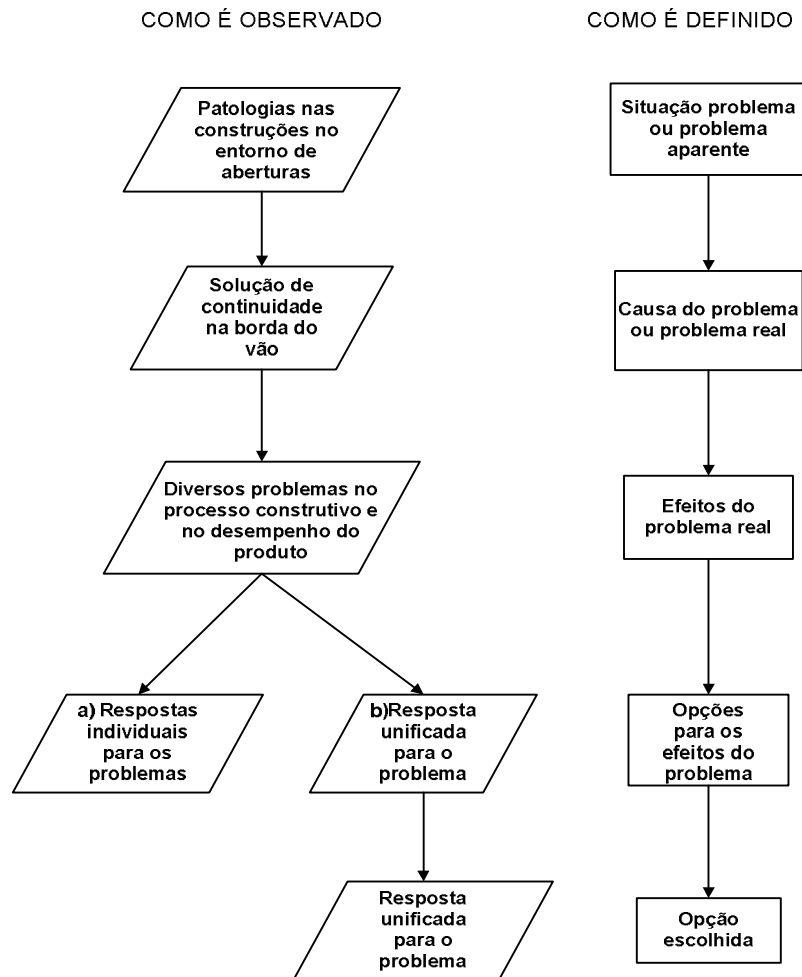 COMO É OBSERVADO
COMO É DEFINIDO
Patologias nas
construções no
entorno de
aberturas
Situação problema
ou problema
aparente
Solução de
continuidade
na borda do
vão
Causa do problema
ou problema real
Diversos problemas no
processo construtivo e
no desempenho do
produto
Efeitos do
problema real
a) Respostas
individuais
para os
problemas
b)Resposta
unificada
para o
problema
Opções
para os
efeitos do
problema
Resposta
unificada
para o
problema
Opção
escolhida